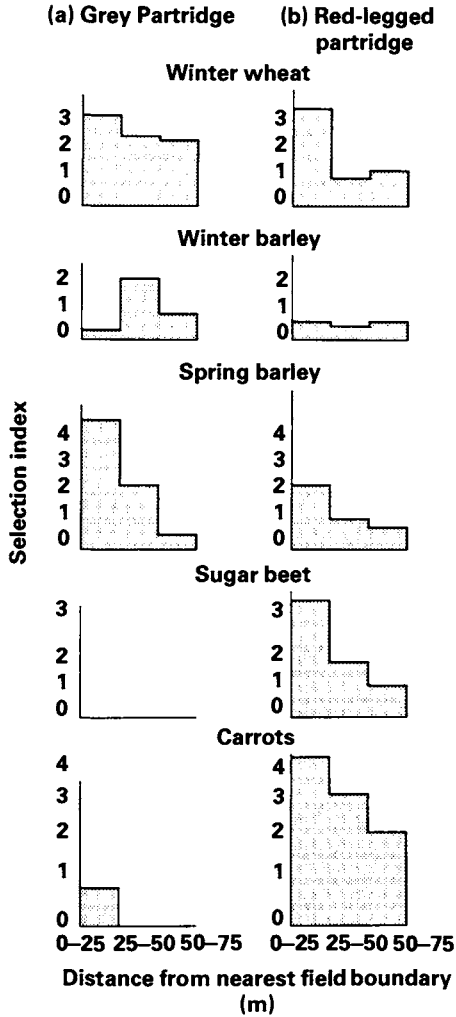 (a) Grey Partridge (b) Red-legged
partridge
Winter wheat
3 3
2 2
1 1
0 0
Winter barley
2 2
1 1
0 0
Spring barley
4 4
3 3
2 2
1 1
0 0
Selection index
Sugar beet
3 3
2 2
1 1
0 0
Carrots
4 4
3 3
2 2
1 1
0 0
0–25 25–50 50–75 0–25 25–50 50–75
Distance from nearest field boundary
(m)